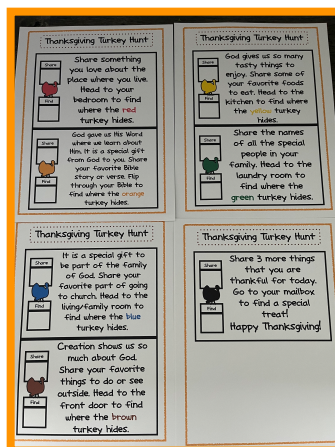 Thanksgiving Turkey Hunt
Share
Find
Share something
you love about the
place where you live.
Head to your
bedroom to find
where the red
turkey hides.
Share
Find
God gave us His Word
where we learn about
Him. It is a special gift
from God to you. Share
your favorite Bible
story or verse. Flip
through your Bible to
find where the orange
turkey hides.
Thanksgiving Turkey Hunt
Share
Find
God gives us so many
tasty things to
enjoy. Share some of
your favorite foods
to eat. Head to the
kitchen to find where
the yellow turkey
hides.
Share
Find
Share the names
of all the special
people in your
family. Head to the
laundry room to
find where the
green turkey hides.
Thanksgiving Turkey Hunt
Share
Find
It is a special gift to
be part of the family
of God. Share your
favorite part of going
to church. Head to the
living/family room to
find where the blue
turkey hides.
Share
Find
Creation shows us so
much about God.
Share your favorite
things to do or see
outside. Head to the
front door to find
where the brown
turkey hides.
Thanksgiving Turkey Hunt
Share
Find
Share 3 more things
that you are
thankful for today.
Go to your mailbox
to find a special
treat!
Happy Thanksgiving!